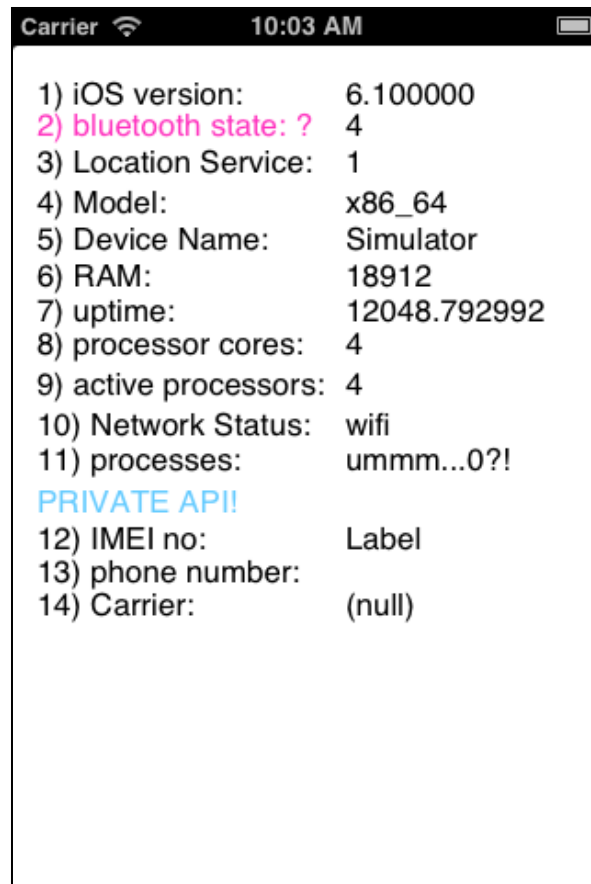 Carrier 10:03 AM
1) iOS version: 6.100000
2) bluetooth state: ? 4
3) Location Service: 1
4) Model: x86_64
5) Device Name: Simulator
6) RAM: 18912
7) uptime: 12048.792992
8) processor cores: 4
9) active processors: 4
10) Network Status: wifi
11) processes: ummm...0?!
PRIVATE API!
12) IMEI no: Label
13) phone number:
14) Carrier: (null)